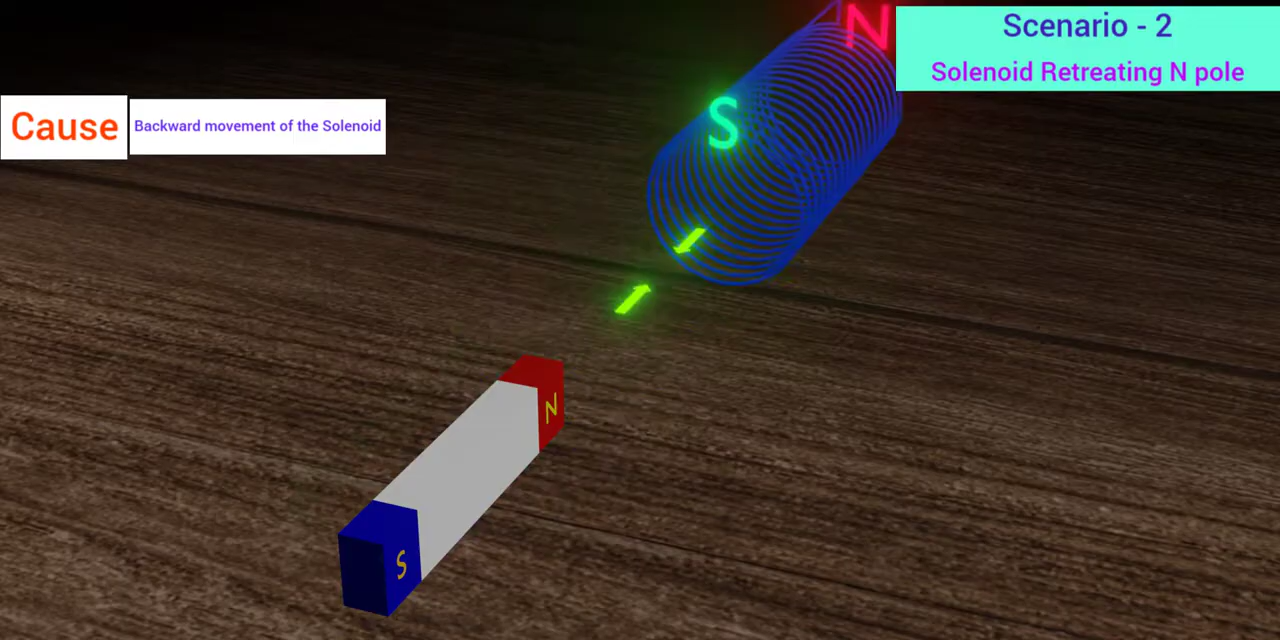 N
Scenario - 2
Solenoid Retreating N pole
S
Cause
Backward movement of the Solenoid
N
S